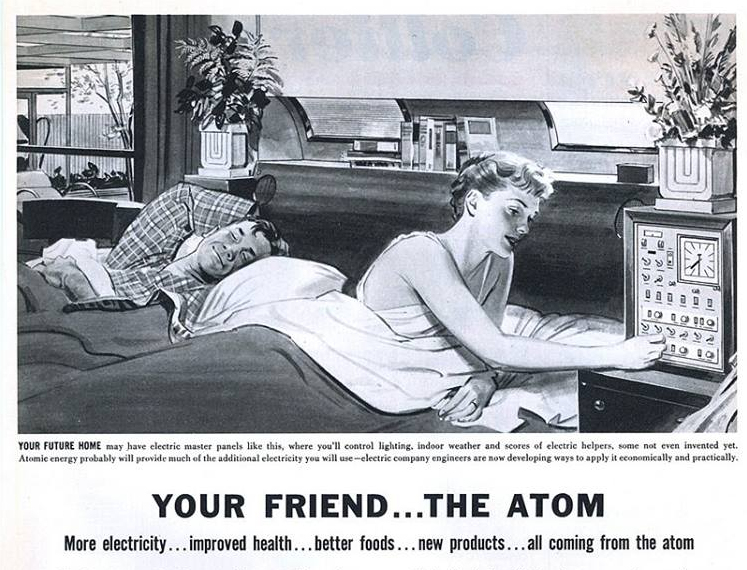 YOUR FUTURE HOME may have electric master panels like this, where you'll control lighting, indoor weather and scores of electric helpers, some not even invented yet.
Atomic energy probably will provide much of the additional electricity you will use—electric company engineers are now developing ways to apply it economically and practically.
YOUR FRIEND...THE ATOM
More electricity...improved health...better foods...new products...all coming from the atom